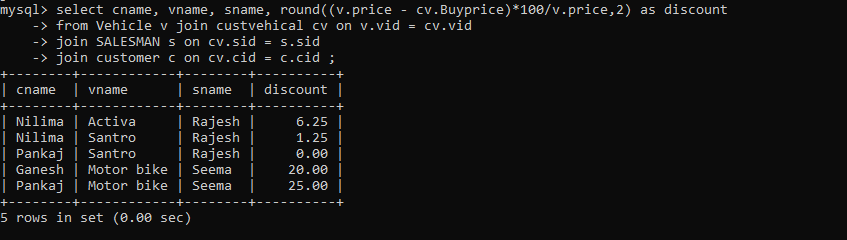 mysql> select cname, vname, sname, round((v.price - cv.Buyprice)*100/v.price,2) as discount
    -> from Vehicle v join custvehical cv on v.vid = cv.vid
    -> join SALESMAN s on cv.sid = s.sid
    -> join customer c on cv.cid = c.cid ;
+--------+------------+--------+----------+
| cname  | vname      | sname  | discount |
+--------+------------+--------+----------+
| Nilima | Activa     | Rajesh |     6.25 |
| Nilima | Santro     | Rajesh |     1.25 |
| Pankaj | Santro     | Rajesh |     0.00 |
| Ganesh | Motor bike | Seema  |    20.00 |
| Pankaj | Motor bike | Seema  |    25.00 |
+--------+------------+--------+----------+
5 rows in set (0.00 sec)